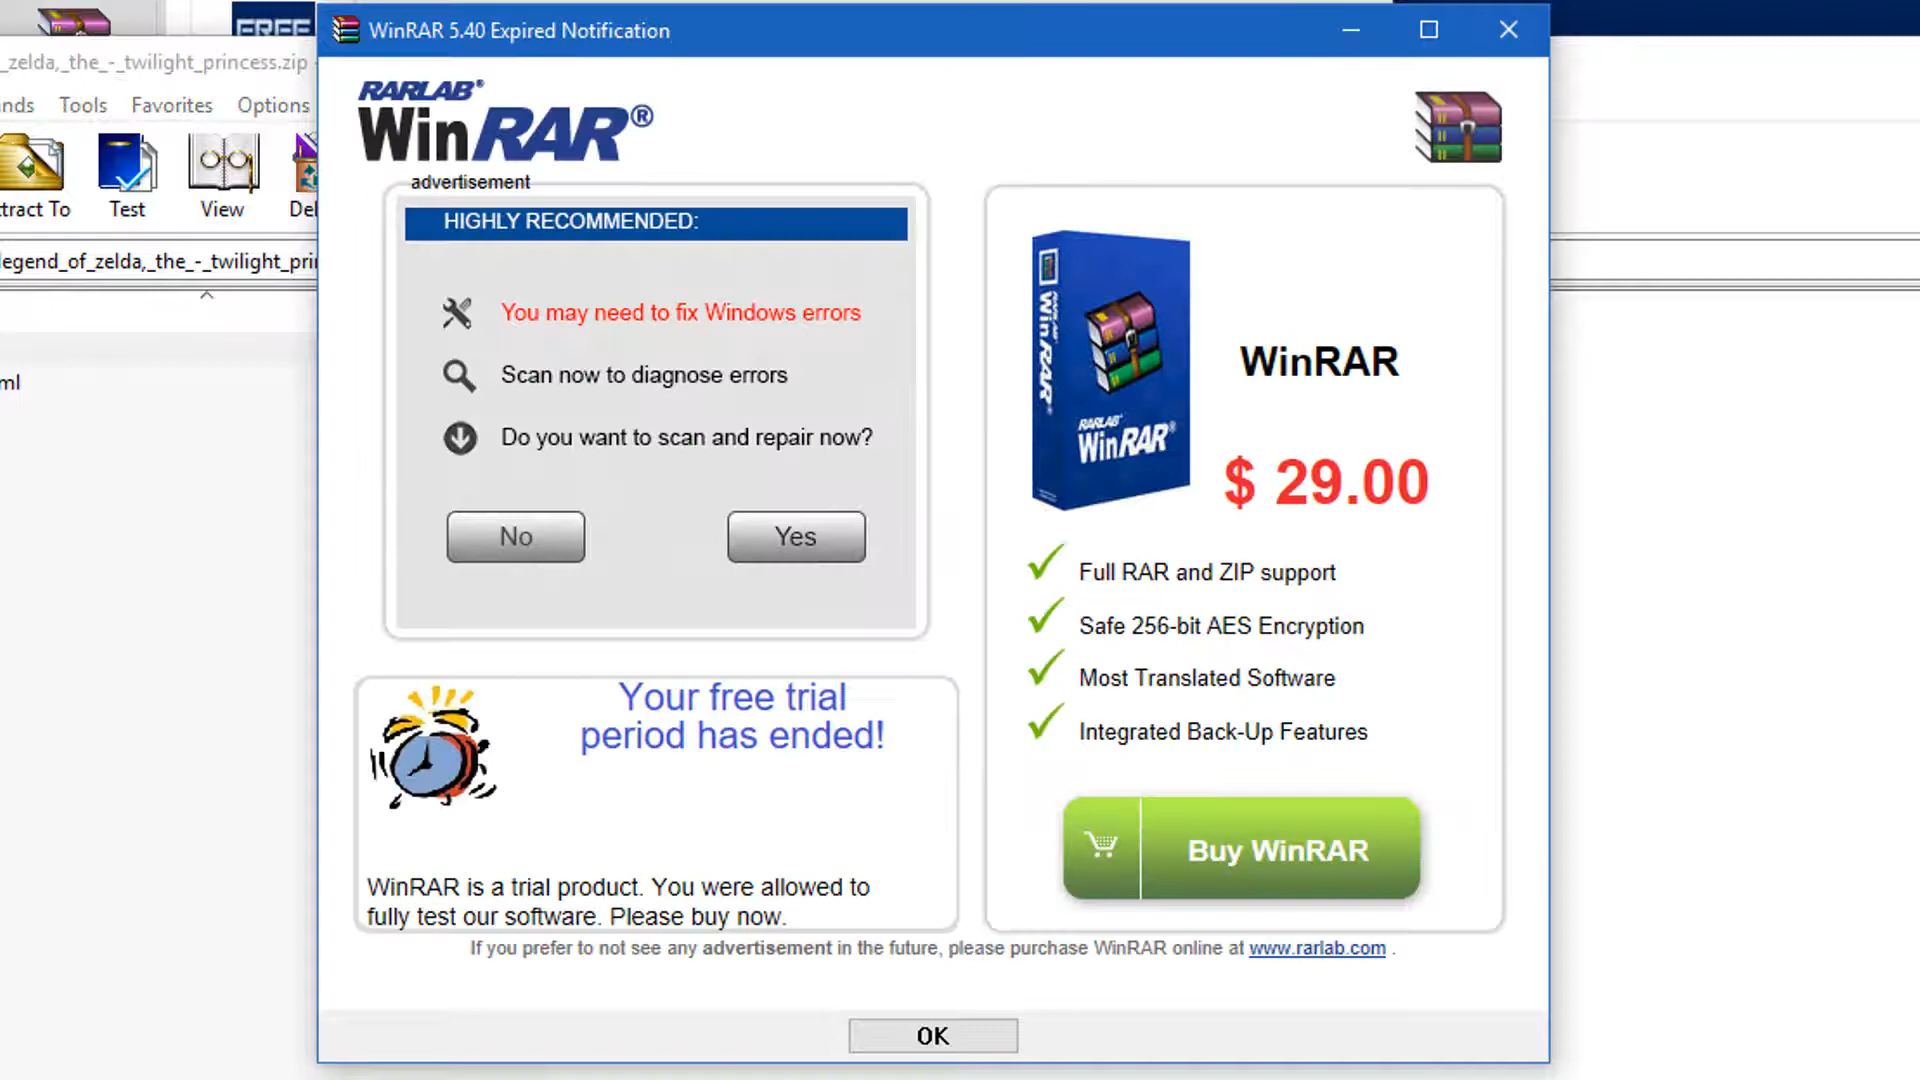 FREE
WinRAR 5.40 Expired Notification
_zelda,_the_-_twilight_princess.zip -
nds Tools Favorites Options
tract To Test View Del
legend_of_zelda,_the_-_twilight_pri
ml
RARLAB®
WinRAR®
advertisement
HIGHLY RECOMMENDED:
You may need to fix Windows errors
Scan now to diagnose errors
Do you want to scan and repair now?
No Yes
Your free trial
period has ended!
WinRAR is a trial product. You were allowed to
fully test our software. Please buy now.
RARLAB WinRAR
RARLAB®
WinRAR®
WinRAR
$ 29.00
Full RAR and ZIP support
Safe 256-bit AES Encryption
Most Translated Software
Integrated Back-Up Features
Buy WinRAR
If you prefer to not see any advertisement in the future, please purchase WinRAR online at www.rarlab.com .
OK